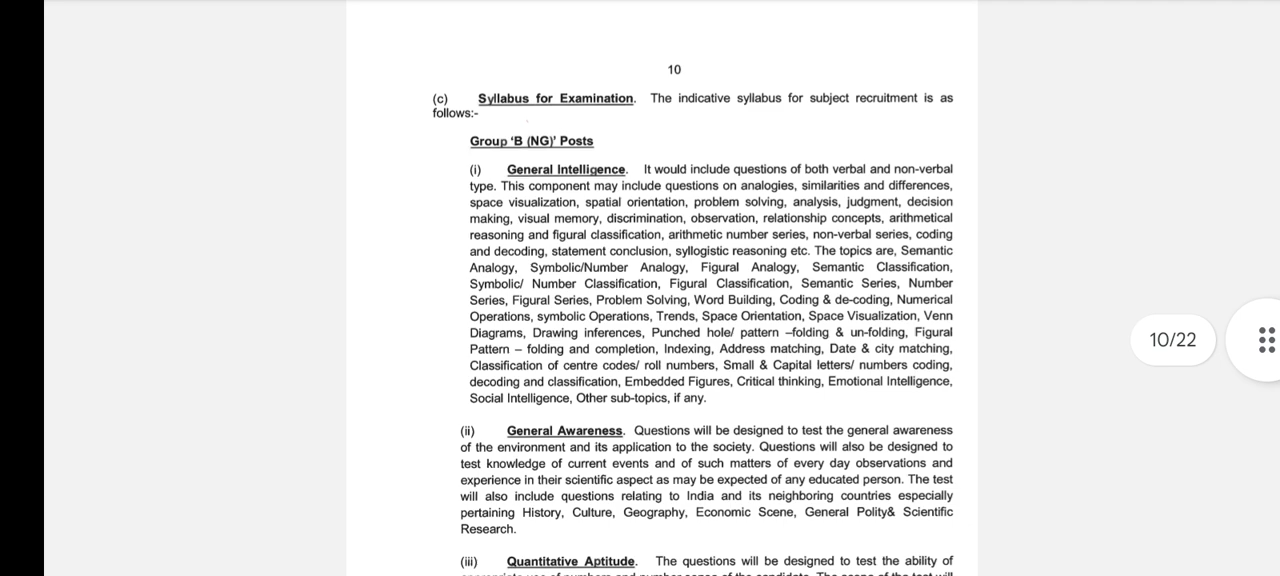 10
(c) Syllabus for Examination. The indicative syllabus for subject recruitment is as
follows:-
Group 'B (NG)' Posts
(i) General Intelligence. It would include questions of both verbal and non-verbal
type. This component may include questions on analogies, similarities and differences,
space visualization, spatial orientation, problem solving, analysis, judgment, decision
making, visual memory, discrimination, observation, relationship concepts, arithmetical
reasoning and figural classification, arithmetic number series, non-verbal series, coding
and decoding, statement conclusion, syllogistic reasoning etc. The topics are, Semantic
Analogy, Symbolic/Number Analogy, Figural Analogy, Semantic Classification,
Symbolic/ Number Classification, Figural Classification, Semantic Series, Number
Series, Figural Series, Problem Solving, Word Building, Coding & de-coding, Numerical
Operations, symbolic Operations, Trends, Space Orientation, Space Visualization, Venn
Diagrams, Drawing inferences, Punched hole/ pattern –folding & un-folding, Figural
Pattern – folding and completion, Indexing, Address matching, Date & city matching,
Classification of centre codes/ roll numbers, Small & Capital letters/ numbers coding,
decoding and classification, Embedded Figures, Critical thinking, Emotional Intelligence,
Social Intelligence, Other sub-topics, if any.
(ii) General Awareness. Questions will be designed to test the general awareness
of the environment and its application to the society. Questions will also be designed to
test knowledge of current events and of such matters of every day observations and
experience in their scientific aspect as may be expected of any educated person. The test
will also include questions relating to India and its neighboring countries especially
pertaining History, Culture, Geography, Economic Scene, General Polity& Scientific
Research.
(iii) Quantitative Aptitude. The questions will be designed to test the ability of
10/22